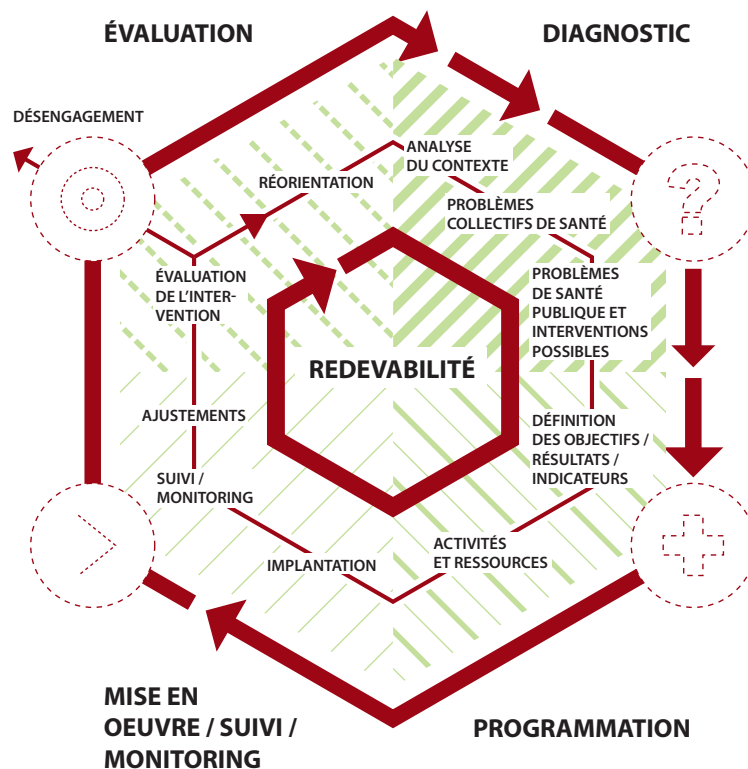 ÉVALUATION
DIAGNOSTIC
DÉSENGAGEMENT
ANALYSE
DU CONTEXTE
RÉORIENTATION
PROBLÈMES
COLLECTIFS DE SANTÉ
?
ÉVALUATION
DE L'INTER-
VENTION
PROBLÈMES
DE SANTÉ
PUBLIQUE ET
INTERVENTIONS
POSSIBLES
REDEVABILITÉ
AJUSTEMENTS
DÉFINITION
DES OBJECTIFS /
RÉSULTATS /
INDICATEURS
SUIVI /
MONITORING
ACTIVITÉS
ET RESSOURCES
IMPLANTATION
MISE EN
OEUVRE / SUIVI /
MONITORING
PROGRAMMATION